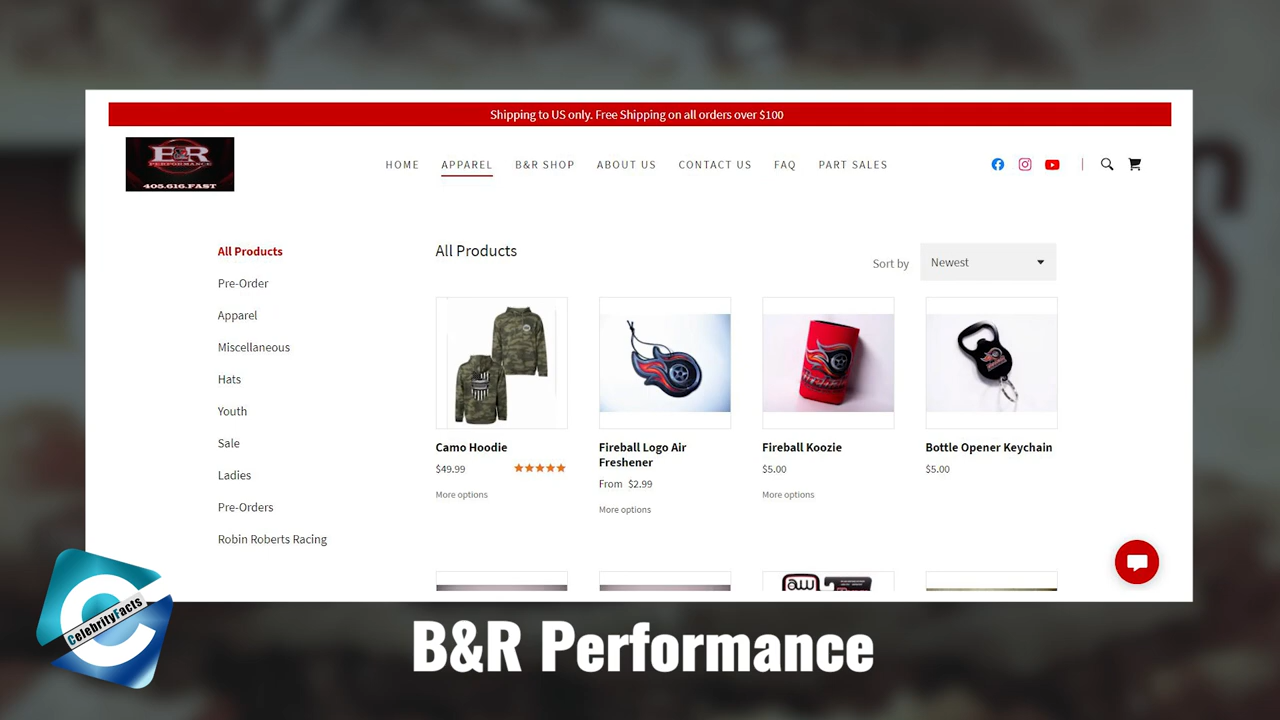 Shipping to US only. Free Shipping on all orders over $100
B&R
PERFORMANCE
405.616.FAST
HOME APPAREL B&R SHOP ABOUT US CONTACT US FAQ PART SALES
All Products
Pre-Order
Apparel
Miscellaneous
Hats
Youth
Sale
Ladies
Pre-Orders
Robin Roberts Racing
All Products
Sort by Newest
Camo Hoodie
$49.99
More options
Fireball Logo Air
Freshener
From $2.99
More options
Fireball Koozie
$5.00
More options
Bottle Opener Keychain
$5.00
aw
CelebrityFacts
B&R Performance